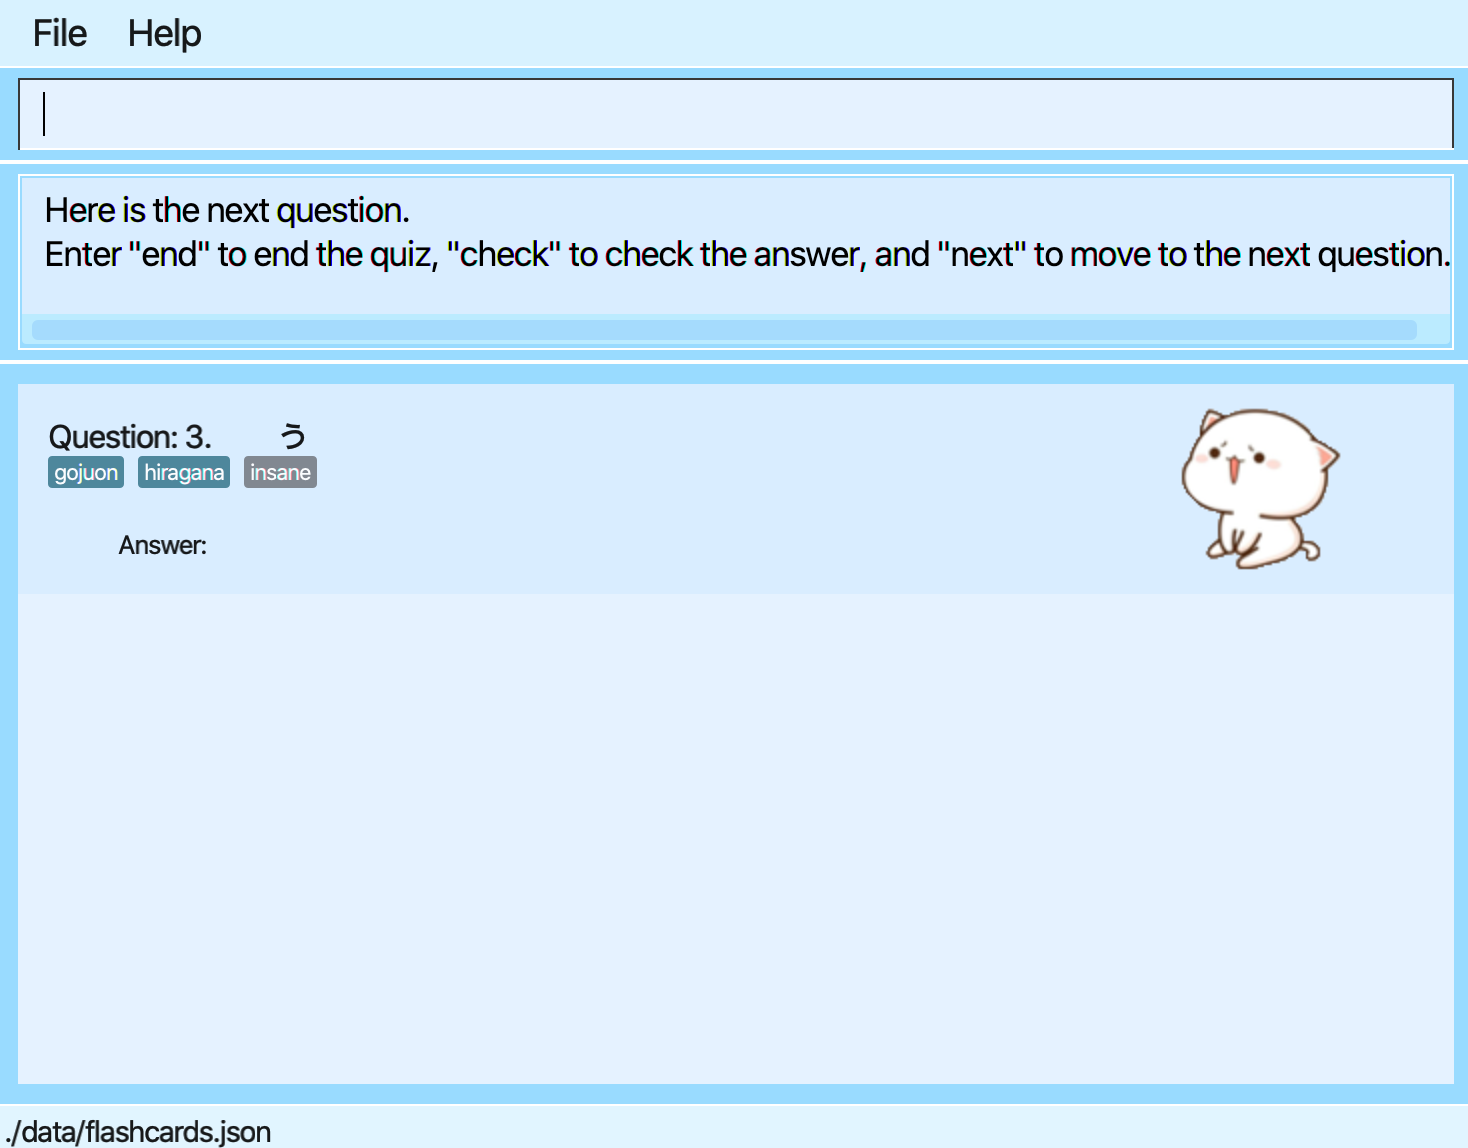 File Help
Here is the next question.
Enter "end" to end the quiz, "check" to check the answer, and "next" to move to the next question.
Question: 3. う
gojuon hiragana insane
Answer:
./data/flashcards.json